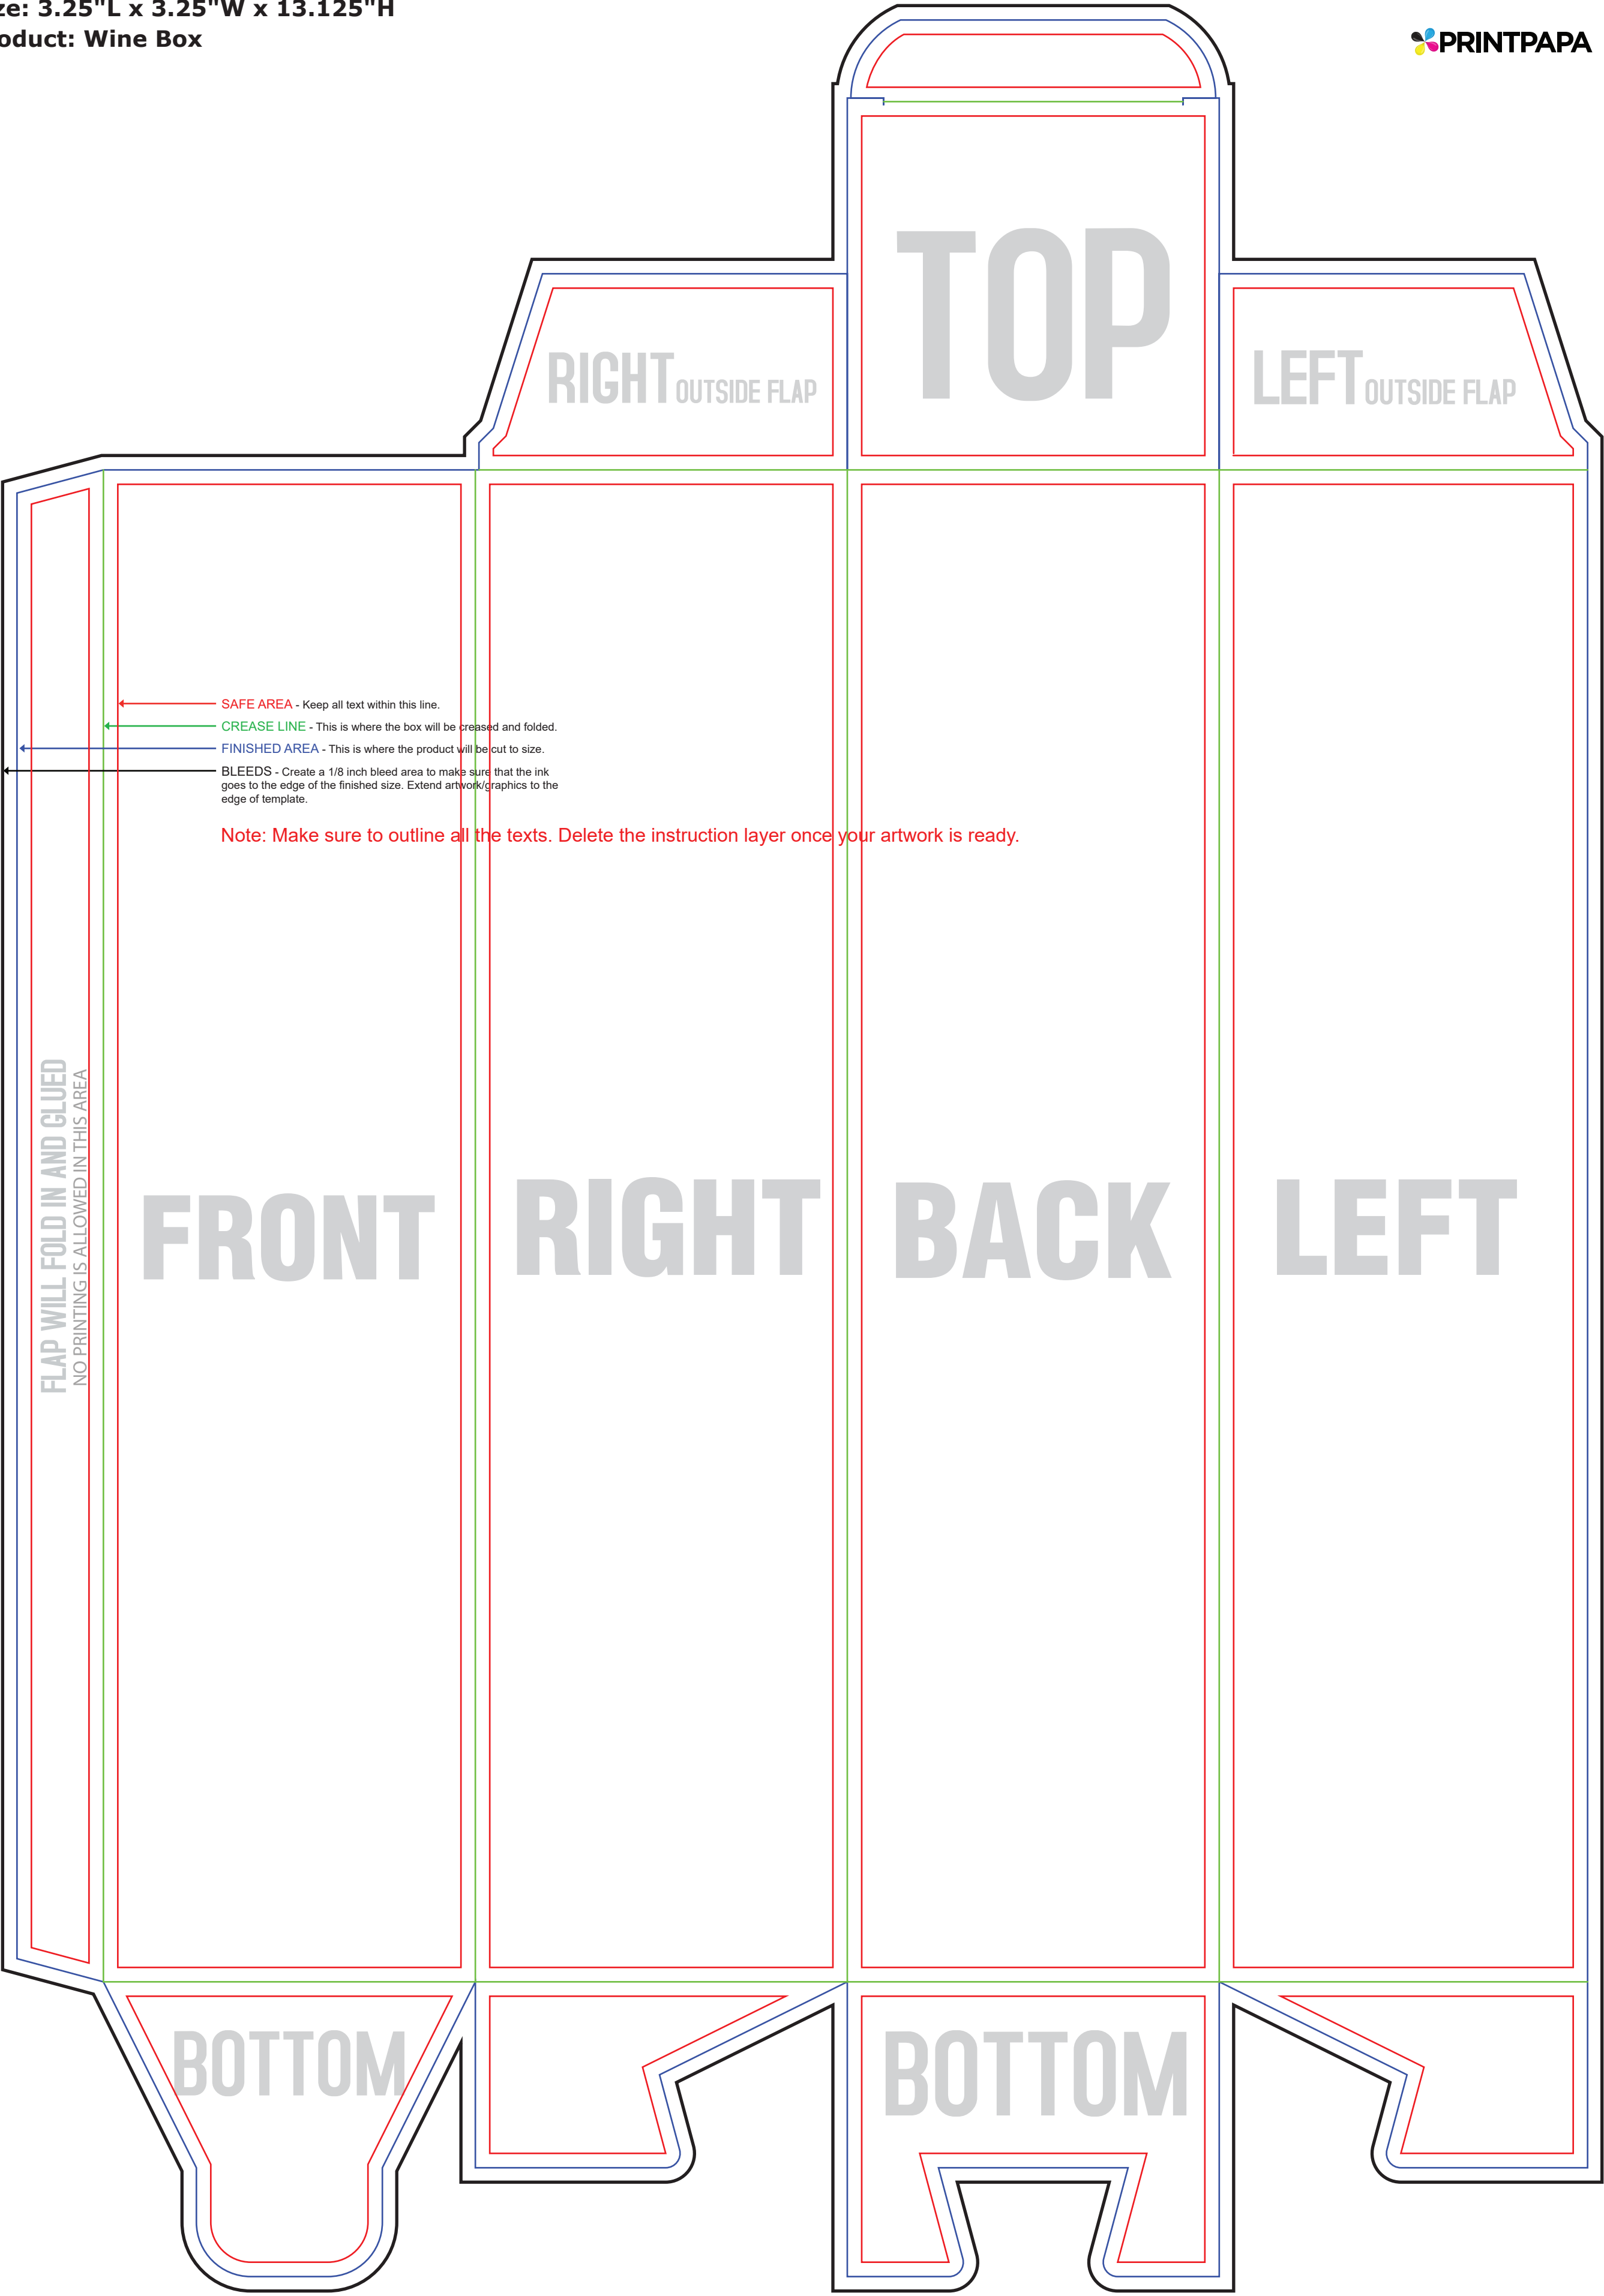 ze: 3.25"L x 3.25"W x 13.125"H
oduct: Wine Box
PRINTPAPA
TOP
RIGHT OUTSIDE FLAP
LEFT OUTSIDE FLAP
SAFE AREA - Keep all text within this line.
CREASE LINE - This is where the box will be creased and folded.
FINISHED AREA - This is where the product will be cut to size.
BLEEDS - Create a 1/8 inch bleed area to make sure that the ink
goes to the edge of the finished size. Extend artwork/graphics to the
edge of template.
Note: Make sure to outline all the texts. Delete the instruction layer once your artwork is ready.
FLAP WILL FOLD IN AND GLUED
NO PRINTING IS ALLOWED IN THIS AREA
FRONT
RIGHT
BACK
LEFT
BOTTOM
BOTTOM